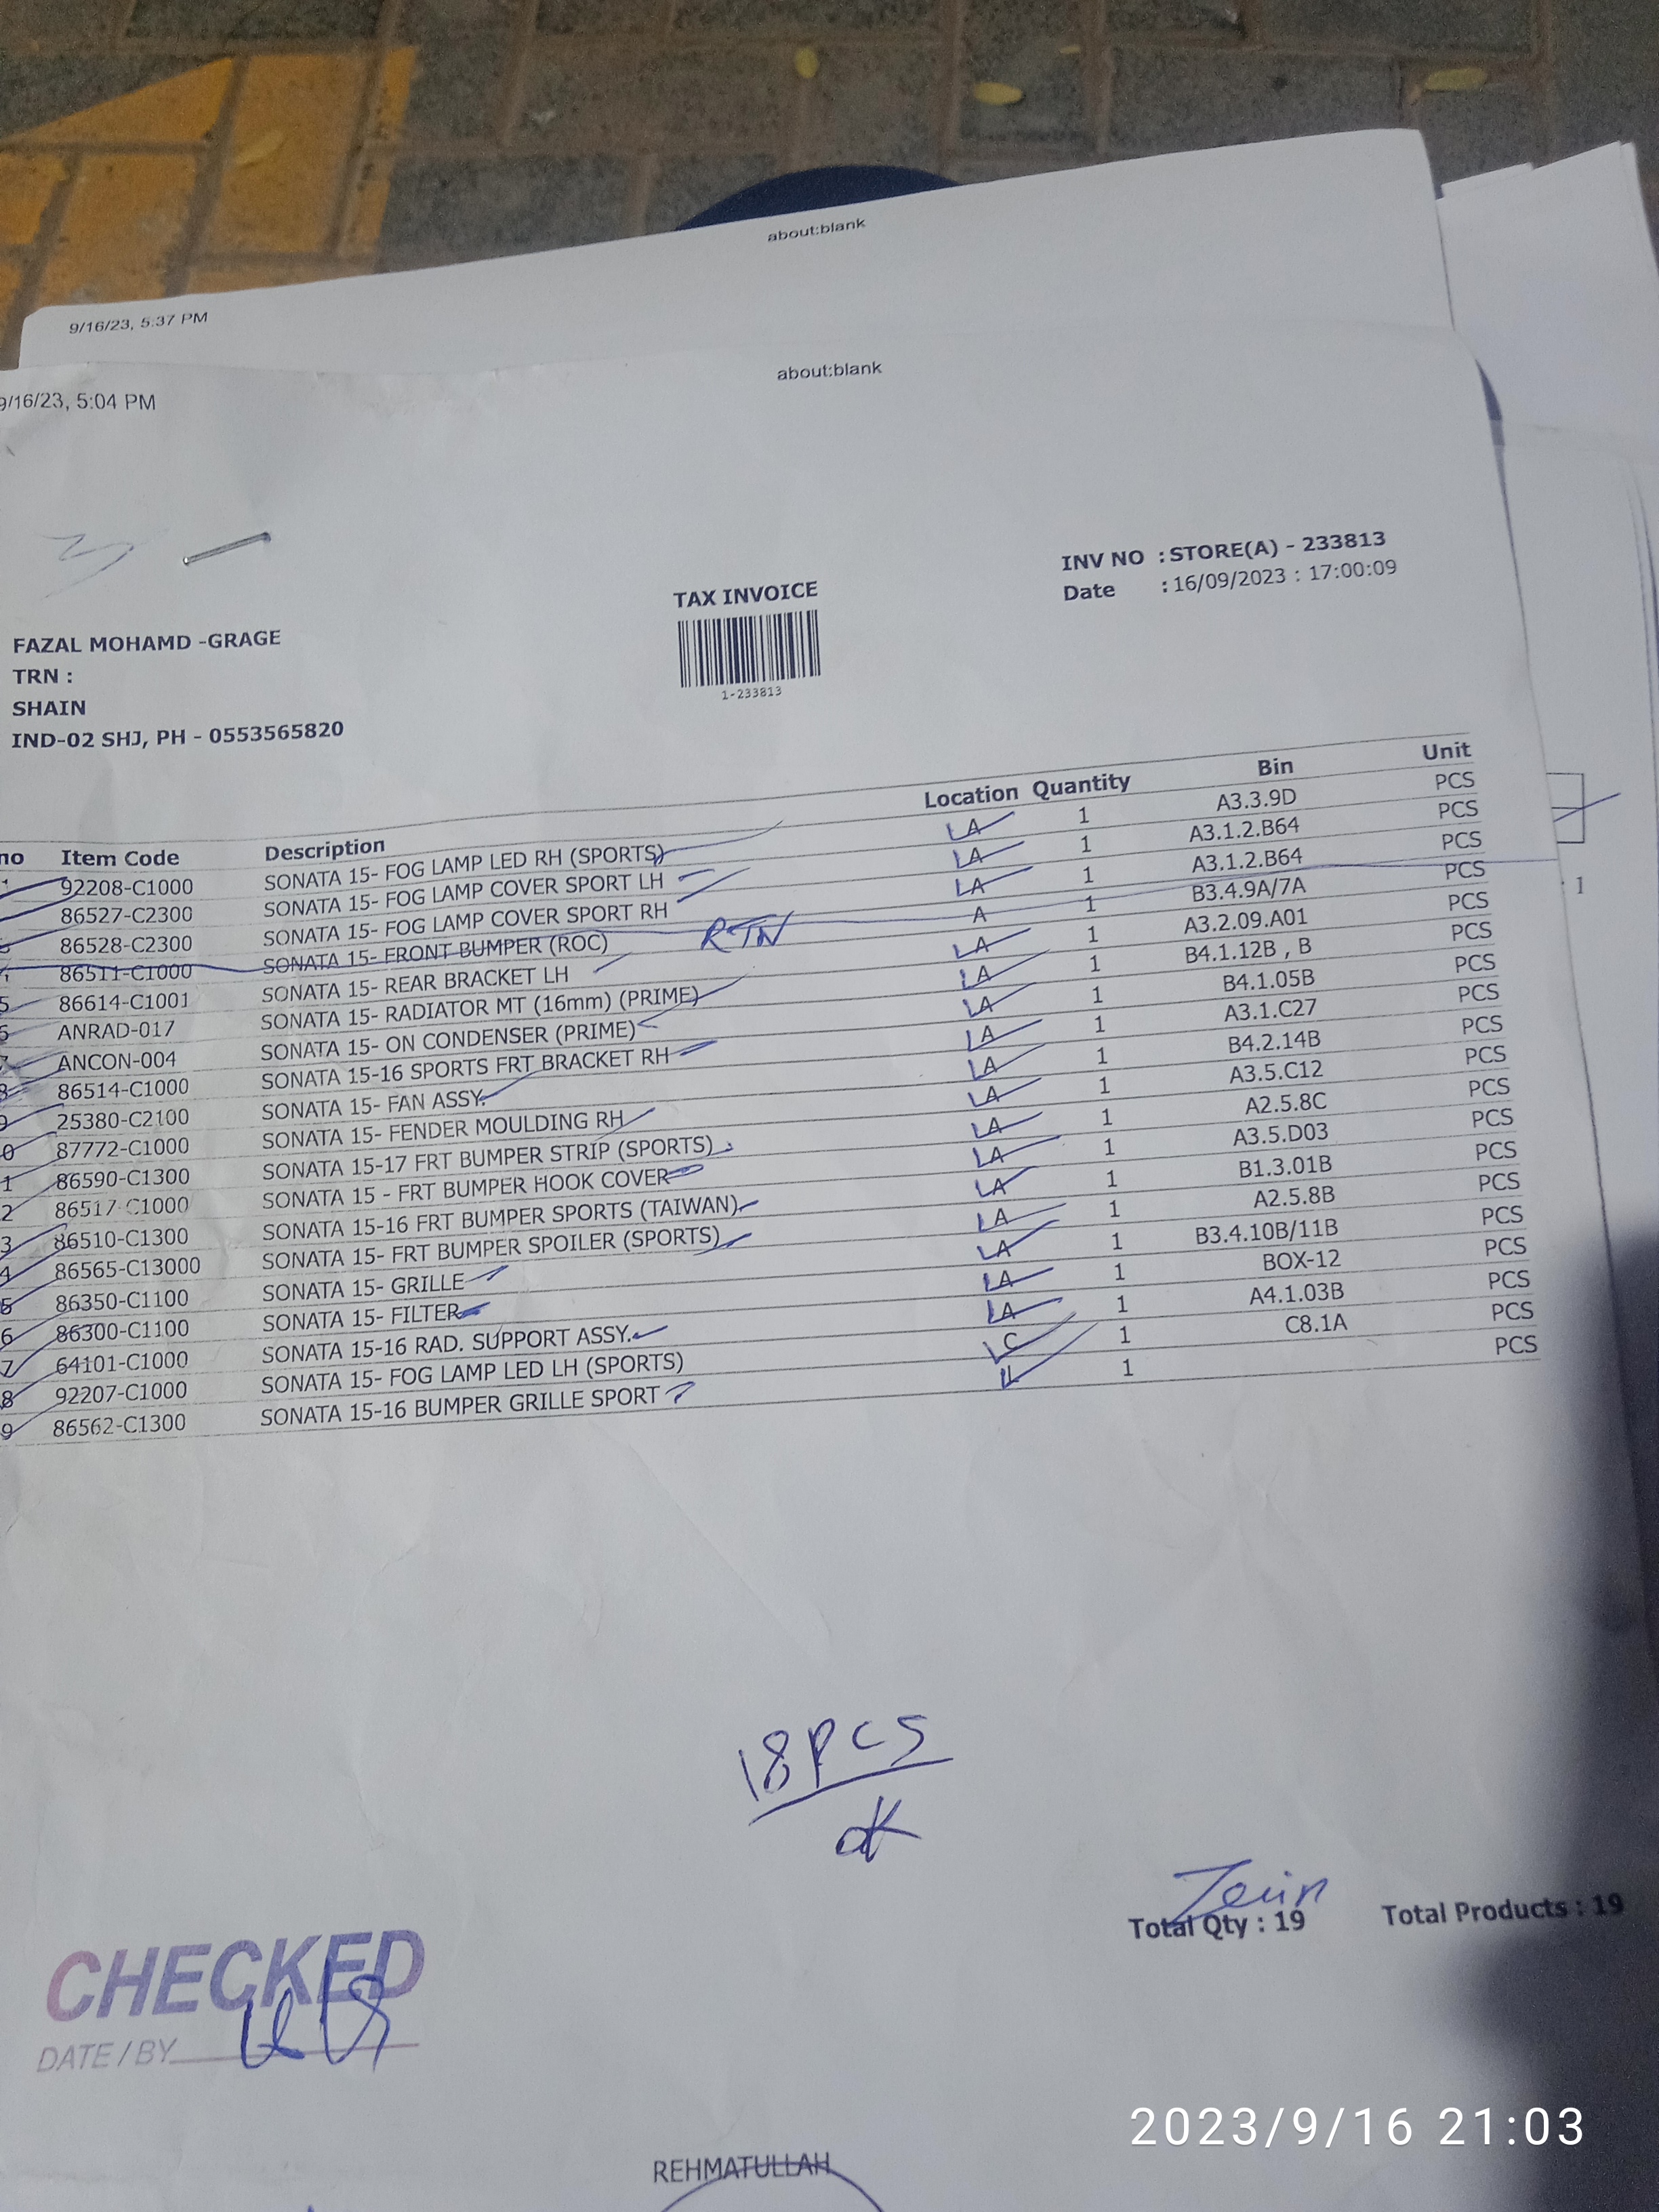 about:blank
9/16/23, 5:37 PM
about:blank
9/16/23, 5:04 PM
INV NO : STORE(A) - 233813
Date : 16/09/2023 : 17:00:09
TAX INVOICE
1-233813
FAZAL MOHAMD -GRAGE
TRN :
SHAIN
IND-02 SHJ, PH - 0553565820
no Item Code Description Location Quantity Bin Unit
92208-C1000 SONATA 15- FOG LAMP LED RH (SPORTS) A 1 A3.3.9D PCS
86527-C2300 SONATA 15- FOG LAMP COVER SPORT LH A 1 A3.1.2.B64 PCS
86528-C2300 SONATA 15- FOG LAMP COVER SPORT RH A 1 A3.1.2.B64 PCS
86511-C1000 SONATA 15- FRONT BUMPER (ROC) RTN A 1 B3.4.9A/7A PCS
5 86614-C1001 SONATA 15- REAR BRACKET LH A 1 A3.2.09.A01 PCS
6 ANRAD-017 SONATA 15- RADIATOR MT (16mm) (PRIME) A 1 B4.1.12B , B PCS
ANCON-004 SONATA 15- ON CONDENSER (PRIME) A 1 B4.1.05B PCS
8 86514-C1000 SONATA 15-16 SPORTS FRT BRACKET RH A 1 A3.1.C27 PCS
9 25380-C2100 SONATA 15- FAN ASSY. A 1 B4.2.14B PCS
0 87772-C1000 SONATA 15- FENDER MOULDING RH A 1 A3.5.C12 PCS
1 86590-C1300 SONATA 15-17 FRT BUMPER STRIP (SPORTS) A 1 A2.5.8C PCS
2 86517-C1000 SONATA 15 - FRT BUMPER HOOK COVER A 1 A3.5.D03 PCS
3 86510-C1300 SONATA 15-16 FRT BUMPER SPORTS (TAIWAN) A 1 B1.3.01B PCS
4 86565-C13000 SONATA 15- FRT BUMPER SPOILER (SPORTS) A 1 A2.5.8B PCS
5 86350-C1100 SONATA 15- GRILLE A 1 B3.4.10B/11B PCS
6 86300-C1100 SONATA 15- FILTER A 1 BOX-12 PCS
7 64101-C1000 SONATA 15-16 RAD. SUPPORT ASSY. A 1 A4.1.03B PCS
8 92207-C1000 SONATA 15- FOG LAMP LED LH (SPORTS) C 1 C8.1A PCS
9 86562-C1300 SONATA 15-16 BUMPER GRILLE SPORT 1 PCS
: 1
18 PCS
OK
Total Qty : 19 Total Products : 19
CHECKED
DATE / BY
2023/9/16 21:03
REHMATULLAH